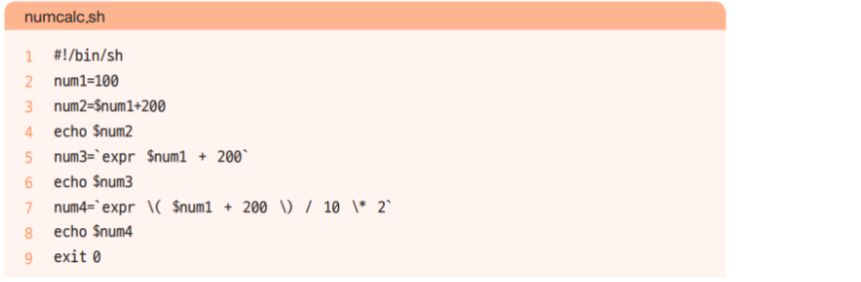 numcalc.sh
1 #!/bin/sh
2 num1=100
3 num2=$num1+200
4 echo $num2
5 num3=`expr $num1 + 200`
6 echo $num3
7 num4=`expr \( $num1 + 200 \) / 10 \* 2`
8 echo $num4
9 exit 0